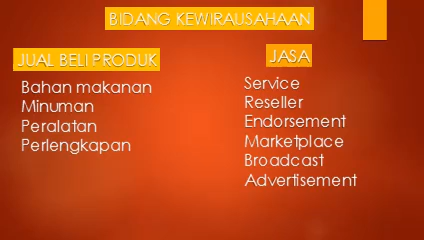 BIDANG KEWIRAUSAHAAN
JUAL BELI PRODUK
Bahan makanan
Minuman
Peralatan
Perlengkapan
JASA
Service
Reseller
Endorsement
Marketplace
Broadcast
Advertisement